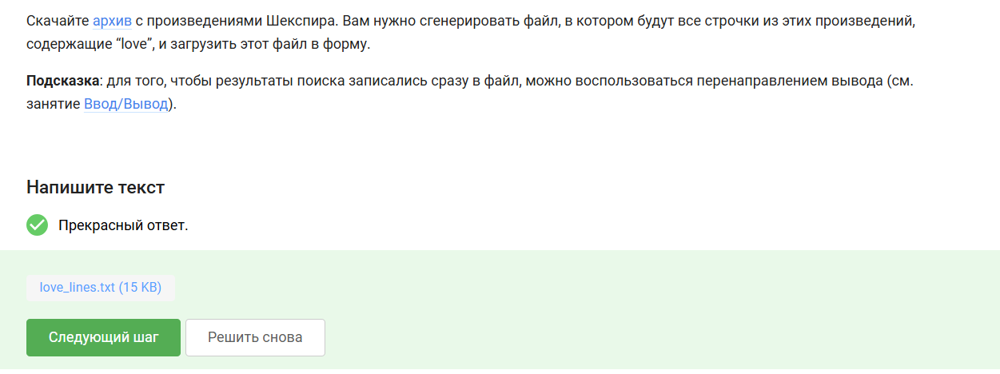 Скачайте архив с произведениями Шекспира. Вам нужно сгенерировать файл, в котором будут все строчки из этих произведений,
содержащие “love”, и загрузить этот файл в форму.
Подсказка: для того, чтобы результаты поиска записались сразу в файл, можно воспользоваться перенаправлением вывода (см.
занятие Ввод/Вывод).
Напишите текст
Прекрасный ответ.
love_lines.txt (15 KB)
Следующий шаг
Решить снова